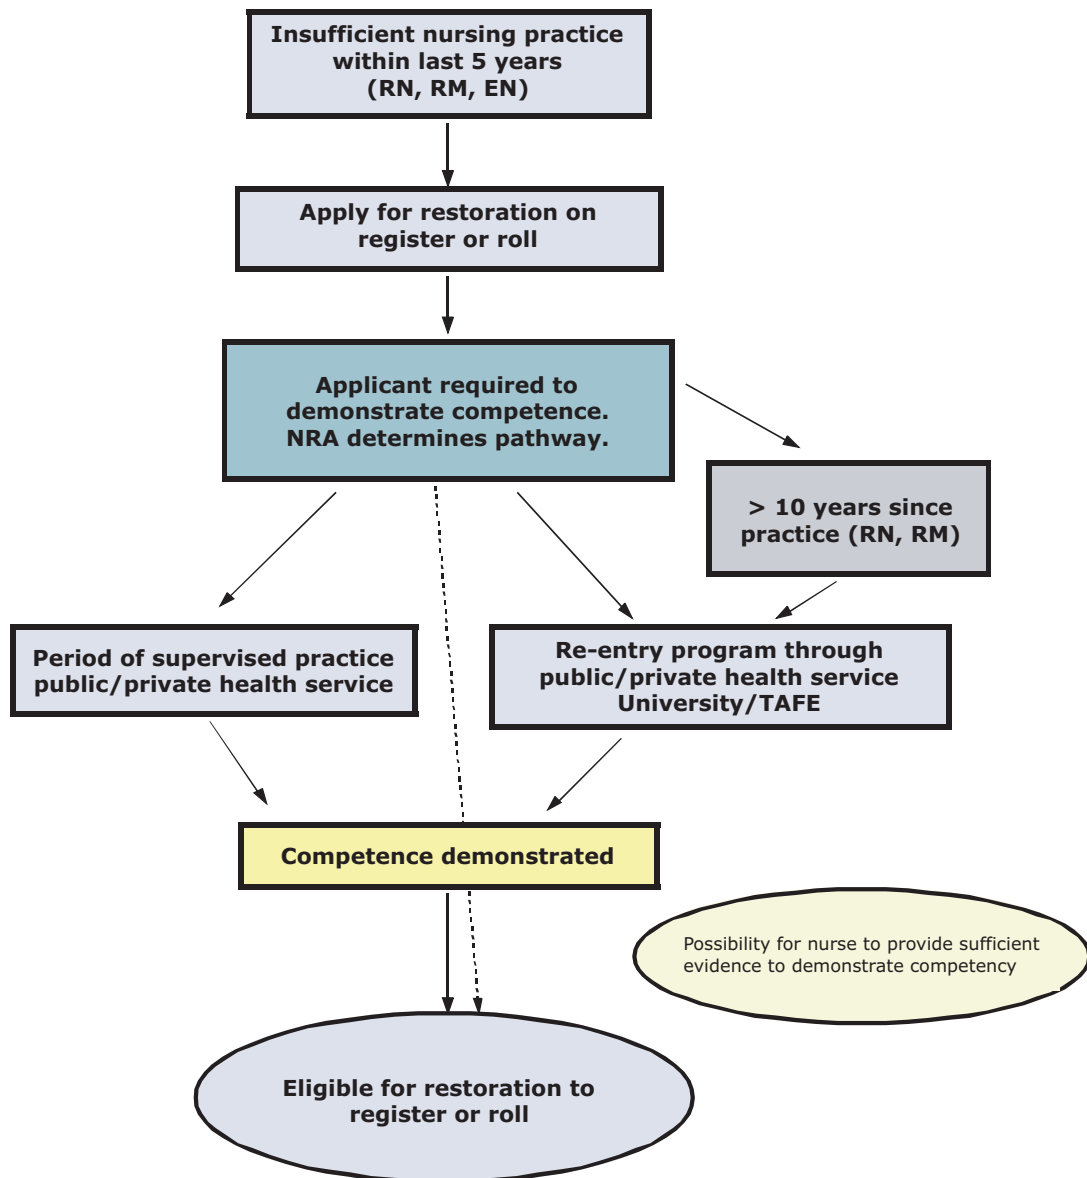 Insufficient nursing practice
within last 5 years
(RN, RM, EN)
Apply for restoration on
register or roll
Applicant required to
demonstrate competence.
NRA determines pathway.
> 10 years since
practice (RN, RM)
Period of supervised practice
public/private health service
Re-entry program through
public/private health service
University/TAFE
Competence demonstrated
Possibility for nurse to provide sufficient
evidence to demonstrate competency
Eligible for restoration to
register or roll